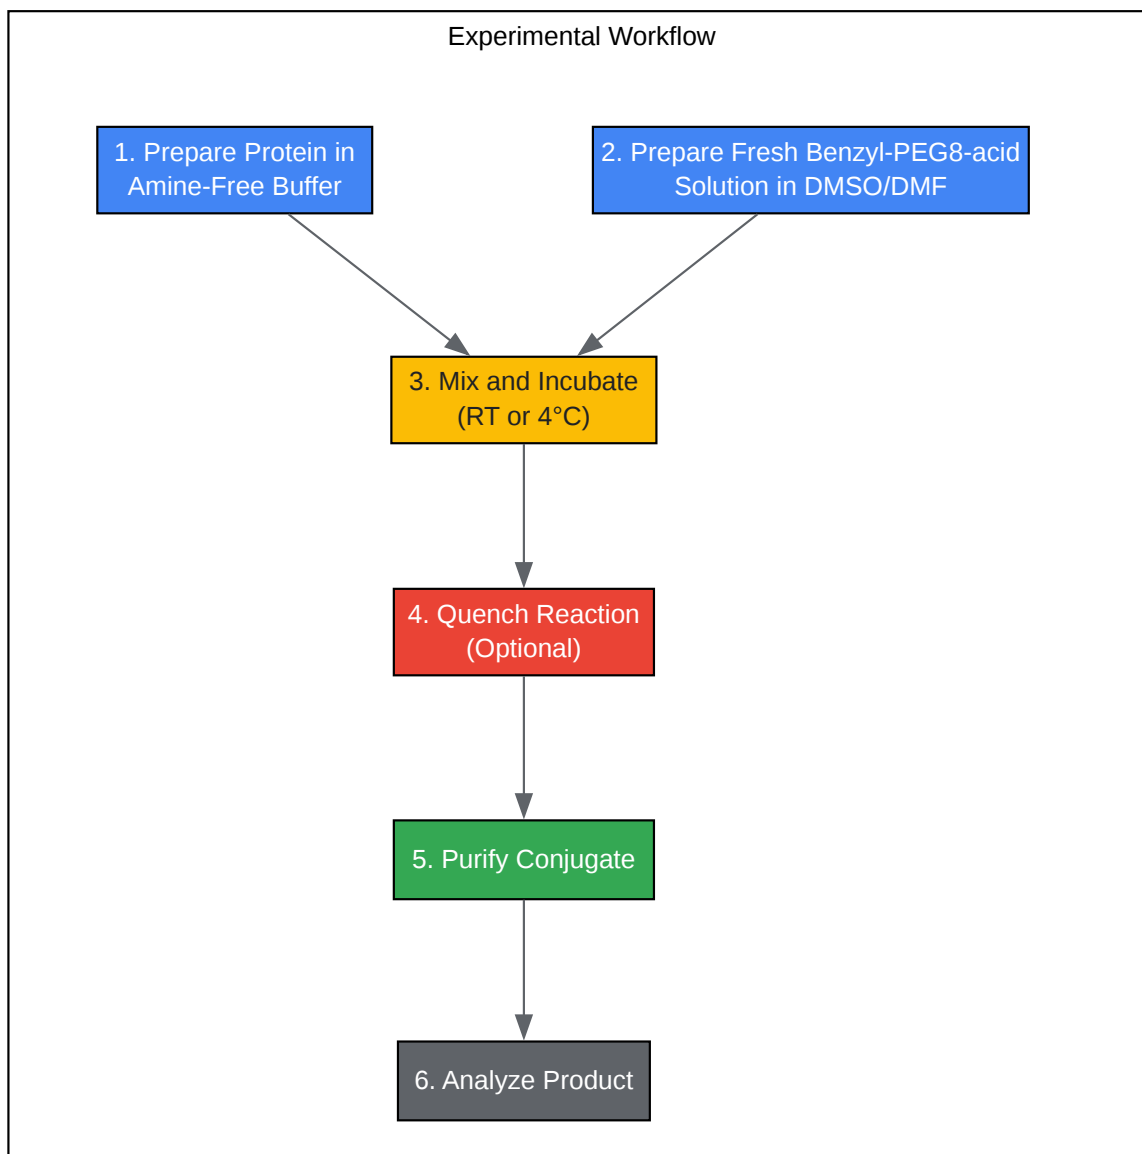 Experimental Workflow
1. Prepare Protein in
Amine-Free Buffer
2. Prepare Fresh Benzyl-PEG8-acid
Solution in DMSO/DMF
3. Mix and Incubate
(RT or 4°C)
4. Quench Reaction
(Optional)
5. Purify Conjugate
6. Analyze Product